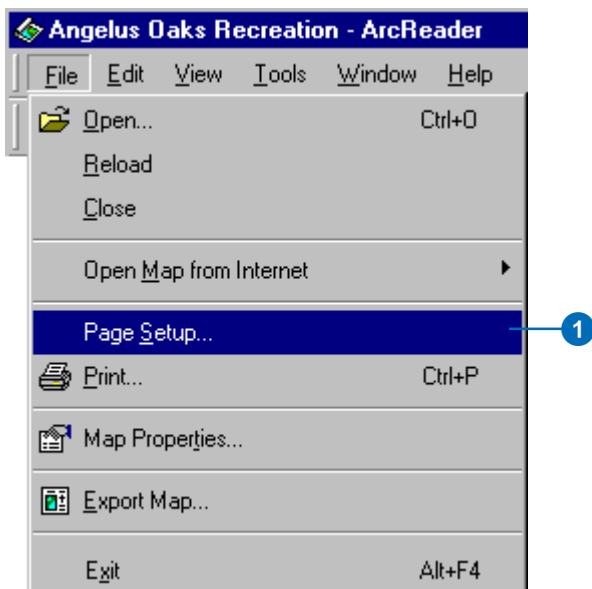 Angelus Oaks Recreation - ArcReader
File Edit View Tools Window Help
Open... Ctrl+O
Reload
Close
Open Map from Internet
Page Setup... 1
Print... Ctrl+P
Map Properties...
Export Map...
Exit Alt+F4